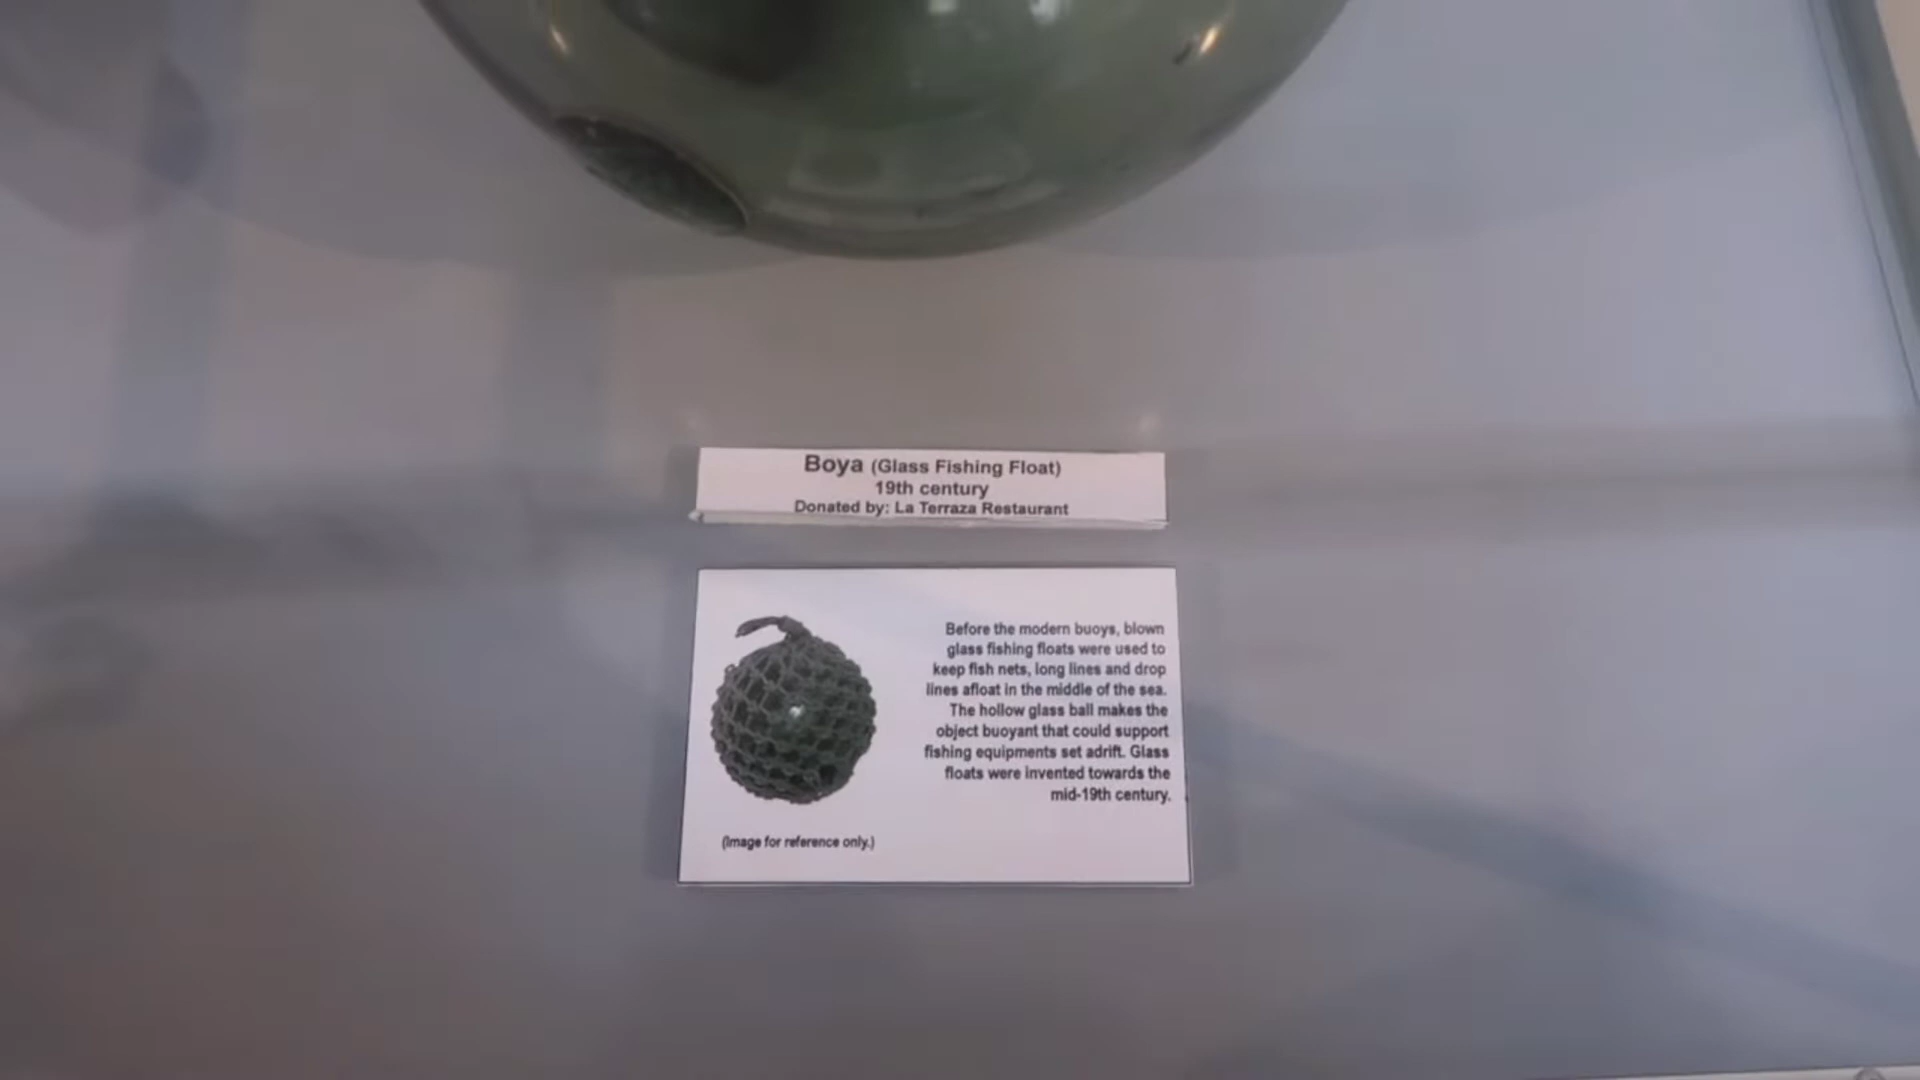 Boya (Glass Fishing Float)
19th century
Donated by: La Terraza Restaurant
Before the modern buoys, blown
glass fishing floats were used to
keep fish nets, long lines and drop
lines afloat in the middle of the sea.
The hollow glass ball makes the
object buoyant that could support
fishing equipments set adrift. Glass
floats were invented towards the
mid-19th century.
(Image for reference only.)